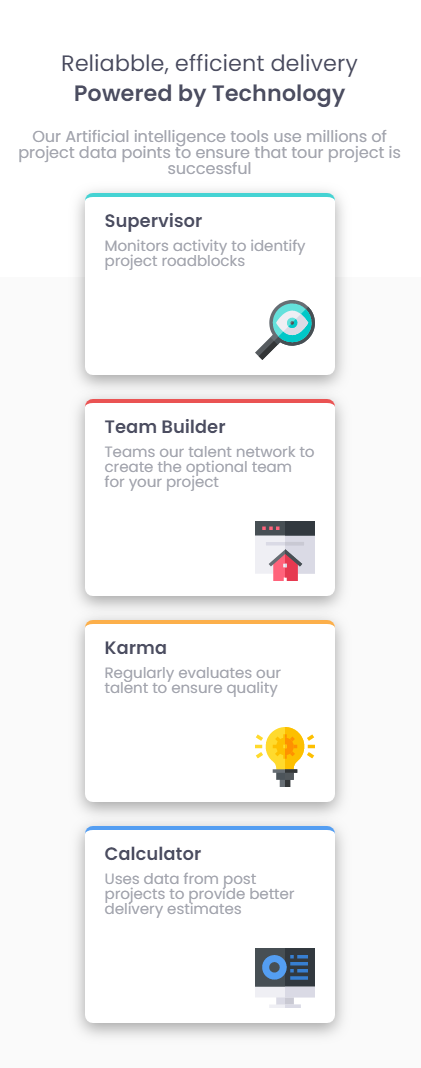 Reliabble, efficient delivery
Powered by Technology
Our Artificial intelligence tools use millions of
project data points to ensure that tour project is
successful
Supervisor
Monitors activity to identify
project roadblocks
Team Builder
Teams our talent network to
create the optional team
for your project
Karma
Regularly evaluates our
talent to ensure quality
Calculator
Uses data from post
projects to provide better
delivery estimates